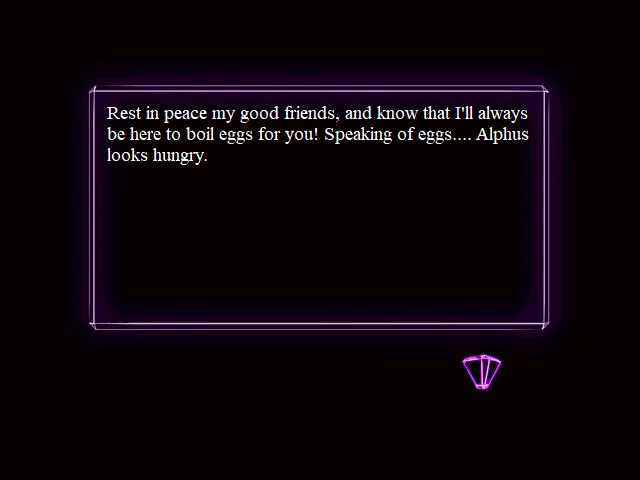 Rest in peace my good friends, and know that I'll always
be here to boil eggs for you! Speaking of eggs.... Alphus
looks hungry.